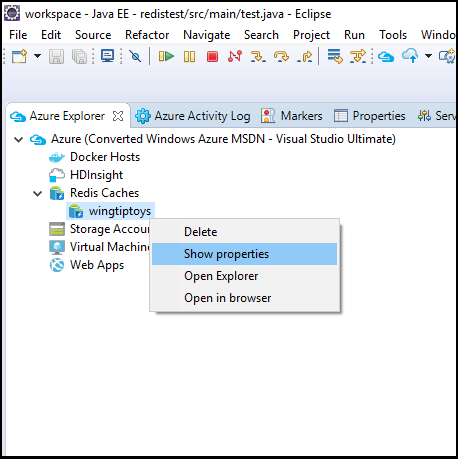 workspace - Java EE - redistest/src/main/test.java - Eclipse
File Edit Source Refactor Navigate Search Project Run Tools Windo
Azure Explorer Azure Activity Log Markers Properties Ser
Azure (Converted Windows Azure MSDN - Visual Studio Ultimate)
Docker Hosts
HDInsight
Redis Caches
wingtiptoys
Storage Accou
Virtual Machin
Web Apps
Delete
Show properties
Open Explorer
Open in browser